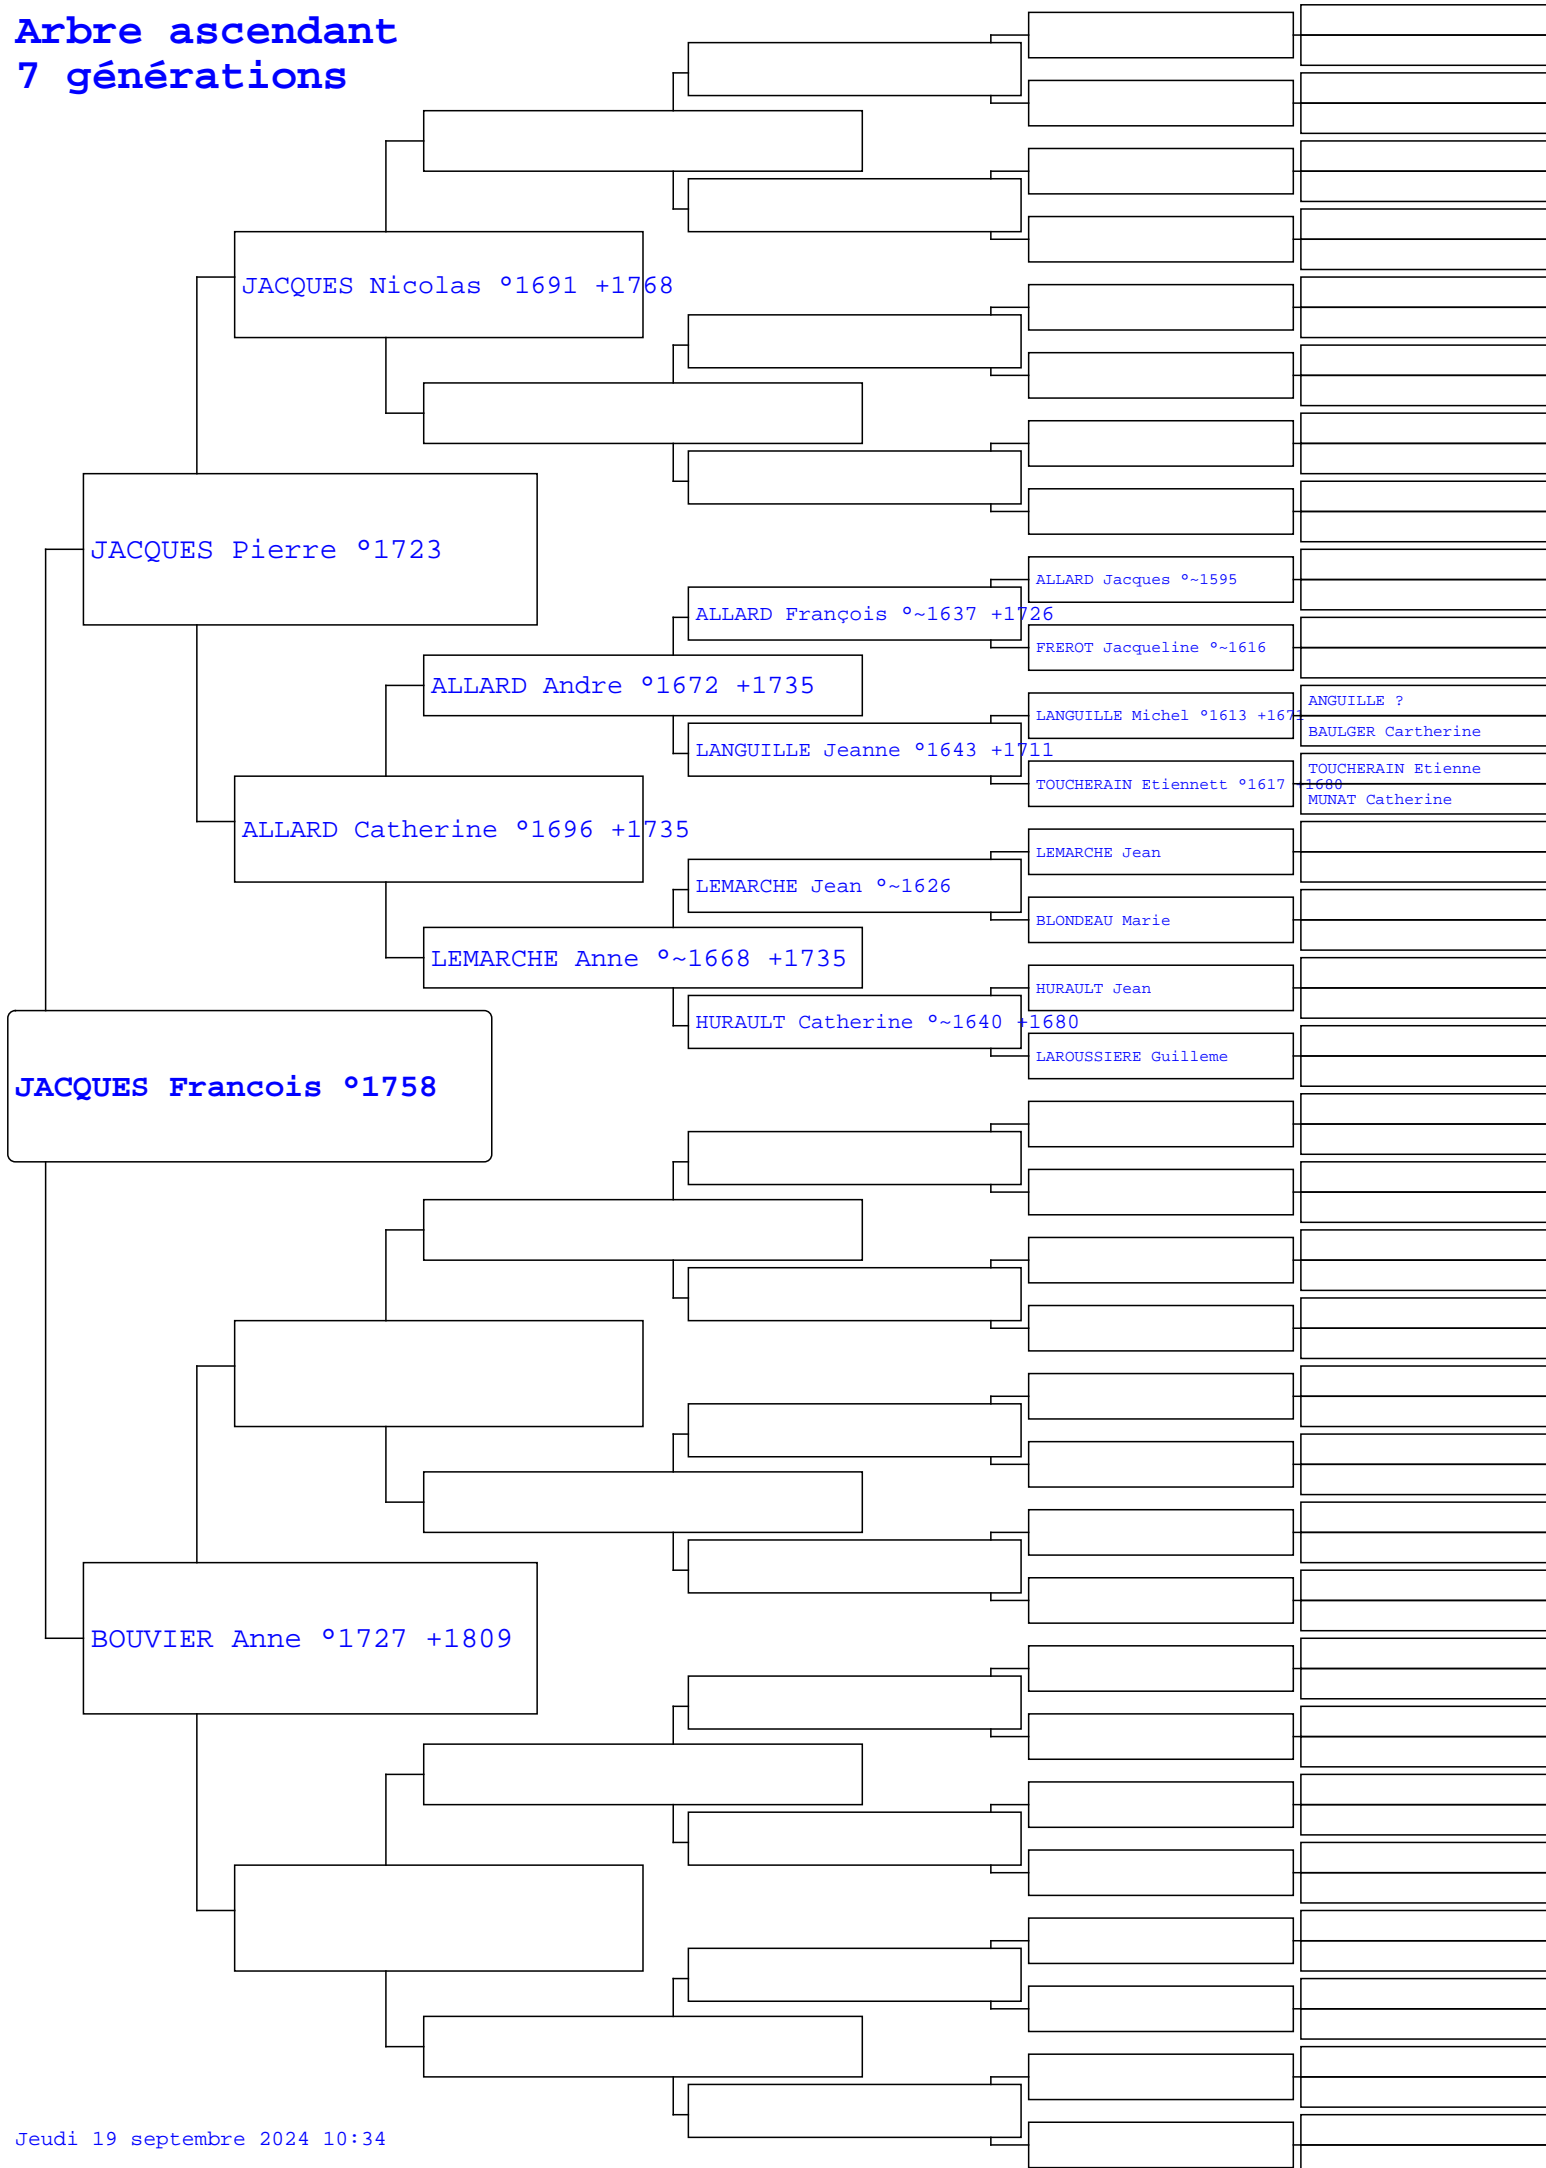 Arbre ascendant
7 générations
JACQUES Nicolas °1691 +1768
JACQUES Pierre °1723
ALLARD Jacques °~1595
ALLARD François °~1637 +1726
FREROT Jacqueline °~1616
ALLARD Andre °1672 +1735
LANGUILLE Michel °1613 +1671
ANGUILLE ?
BAULGER Cartherine
LANGUILLE Jeanne °1643 +1711
TOUCHERAIN Etiennett °1617 +1680
TOUCHERAIN Etienne
MUNAT Catherine
ALLARD Catherine °1696 +1735
LEMARCHE Jean
LEMARCHE Jean °~1626
BLONDEAU Marie
LEMARCHE Anne °~1668 +1735
HURAULT Jean
HURAULT Catherine °~1640 +1680
LAROUSSIERE Guilleme
JACQUES Francois °1758
BOUVIER Anne °1727 +1809
Jeudi 19 septembre 2024 10:34